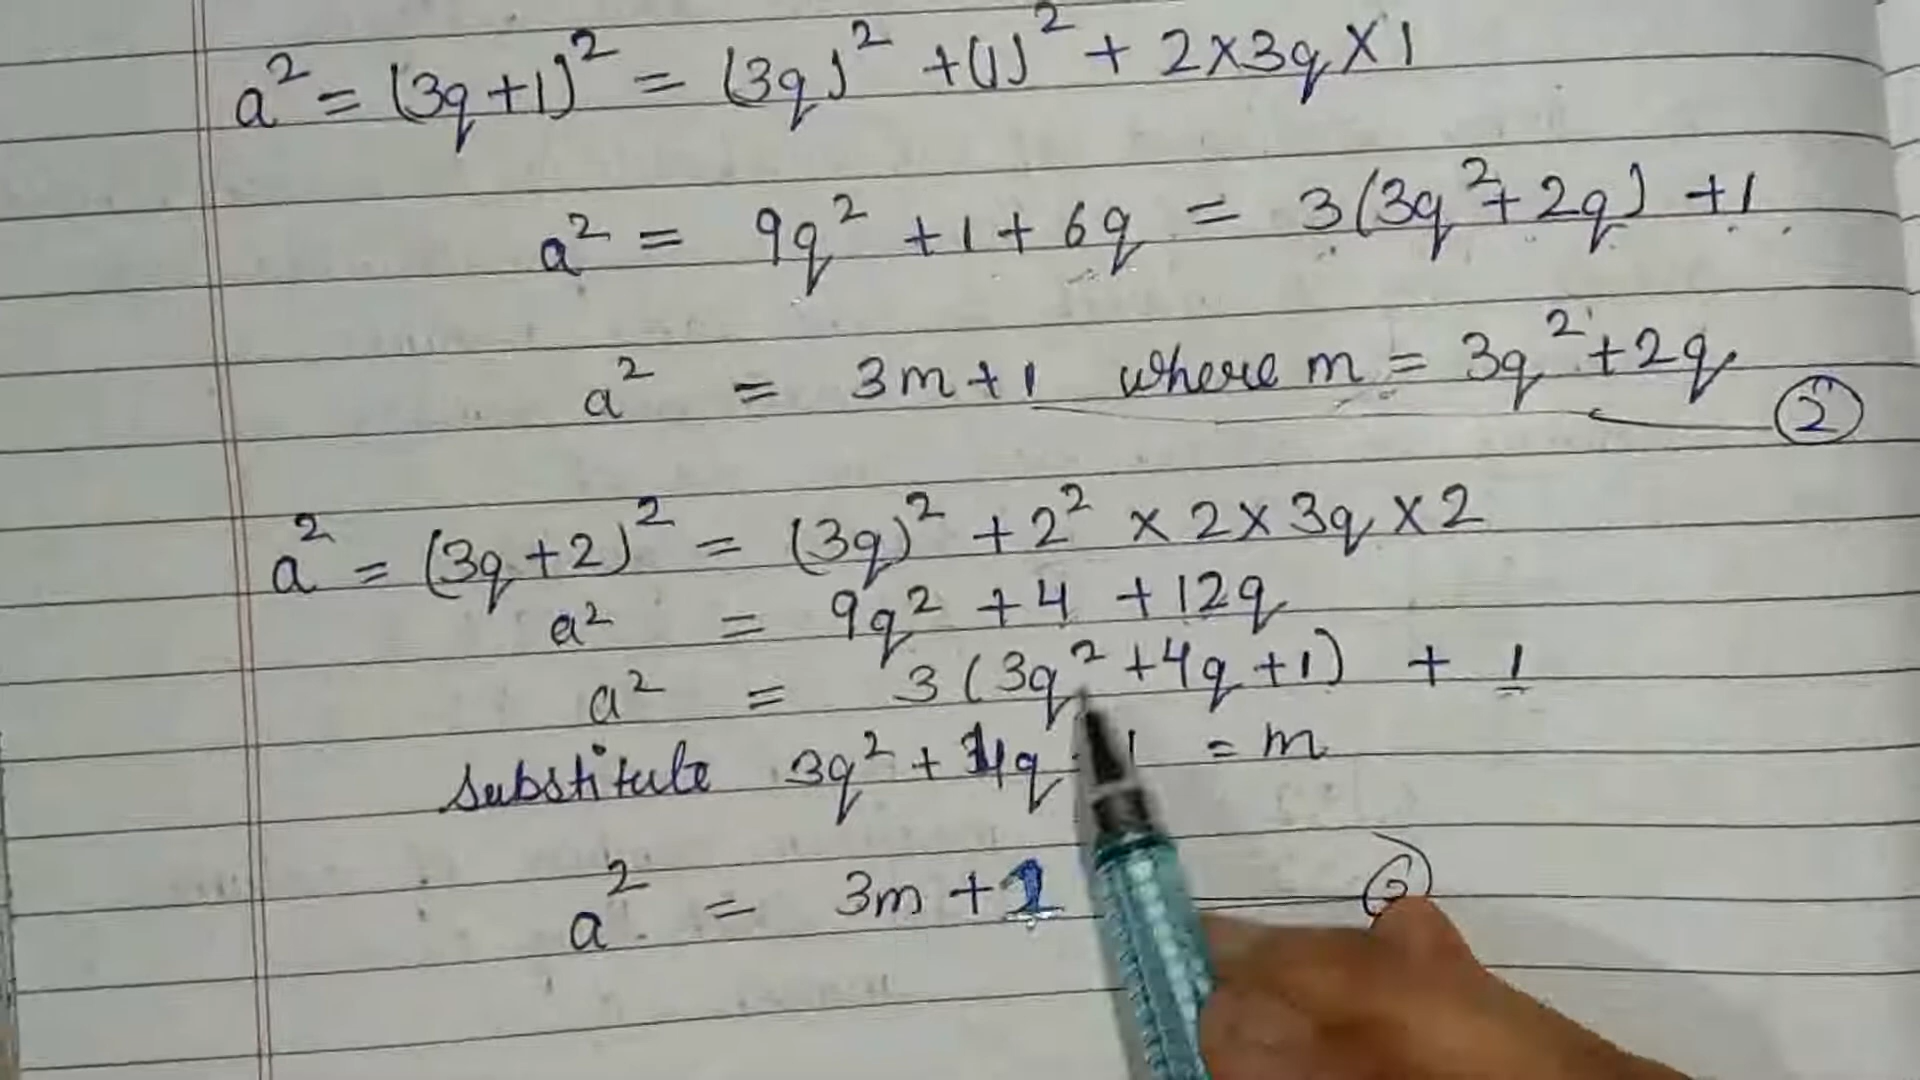 a² = (3q+1)² = (3q)² + (1)² + 2×3q×1
a² = 9q² + 1 + 6q = 3(3q² + 2q) + 1
a² = 3m + 1 where m = 3q² + 2q
②
a² = (3q+2)² = (3q)² + 2² × 2 × 3q × 2
a² = 9q² + 4 + 12q
a² = 3(3q² + 4q + 1) + 1
substitute 3q² + 4q 1 = m
a² = 3m + 1